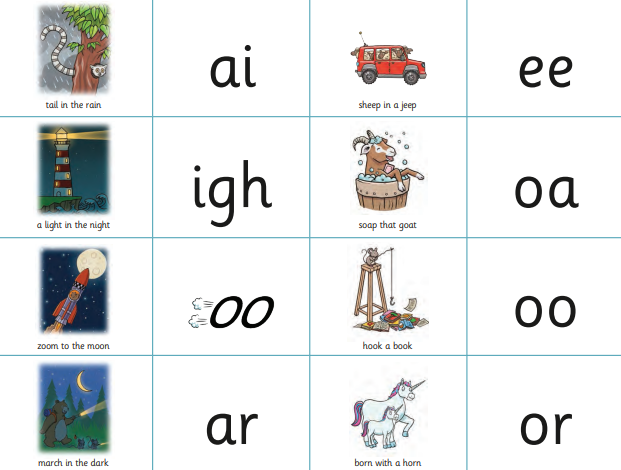 tail in the rain
ai
sheep in a jeep
ee
a light in the night
igh
soap that goat
oa
zoom to the moon
oo
hook a book
oo
march in the dark
ar
born with a horn
or